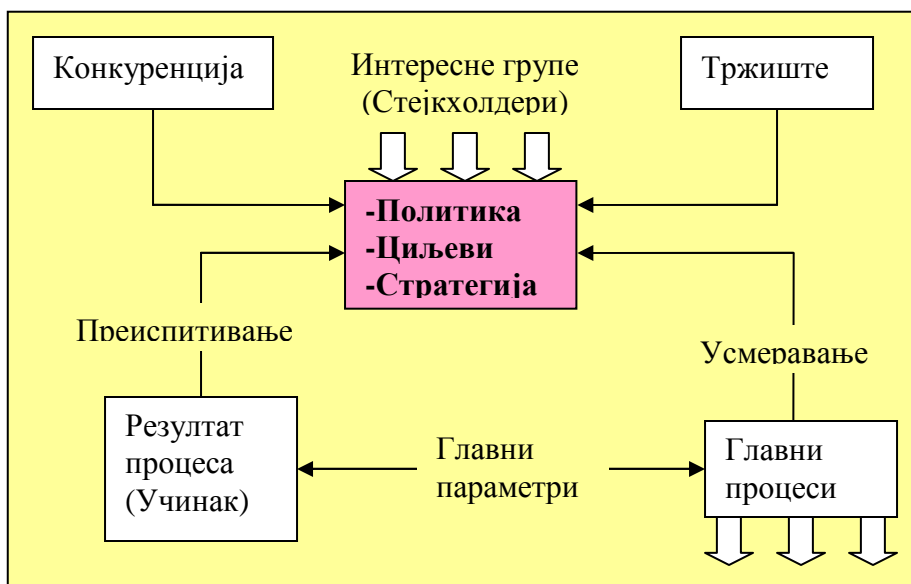 Конкуренција
Интересне групе
(Стејкхолдери)
Тржиште
-Политика
-Циљеви
-Стратегија
Преиспитивање
Усмеравање
Резултат
процеса
(Учинак)
Главни
параметри
Главни
процеси